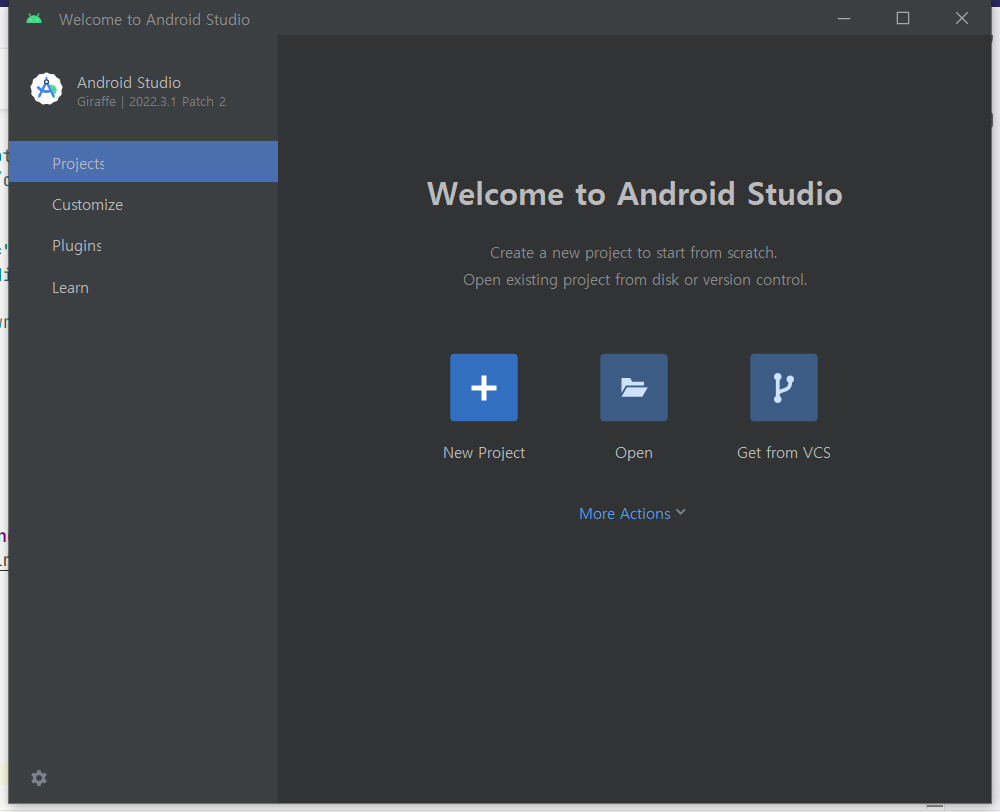 Welcome to Android Studio
Android Studio
Giraffe | 2022.3.1 Patch 2
Projects
Customize
Plugins
Learn
Welcome to Android Studio
Create a new project to start from scratch.
Open existing project from disk or version control.
New Project
Open
Get from VCS
More Actions